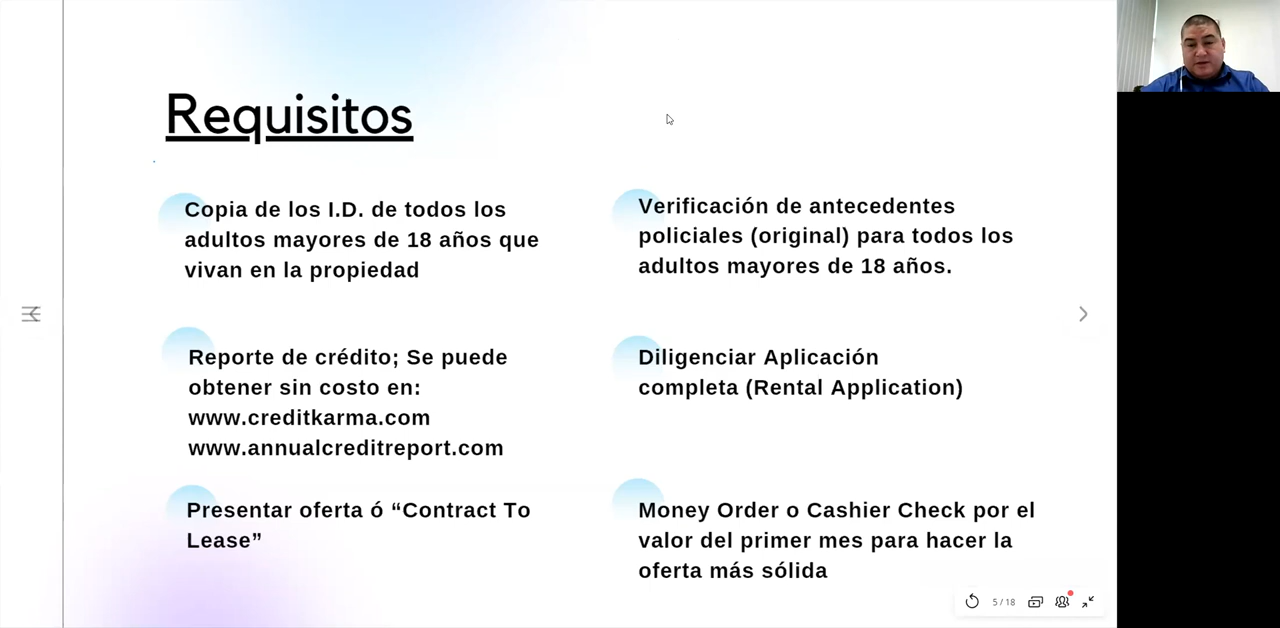 Requisitos
Copia de los I.D. de todos los
adultos mayores de 18 años que
vivan en la propiedad
Verificación de antecedentes
policiales (original) para todos los
adultos mayores de 18 años.
Reporte de crédito; Se puede
obtener sin costo en:
www.creditkarma.com
www.annualcreditreport.com
Diligenciar Aplicación
completa (Rental Application)
Presentar oferta ó “Contract To
Lease”
Money Order o Cashier Check por el
valor del primer mes para hacer la
oferta más sólida
5 / 18